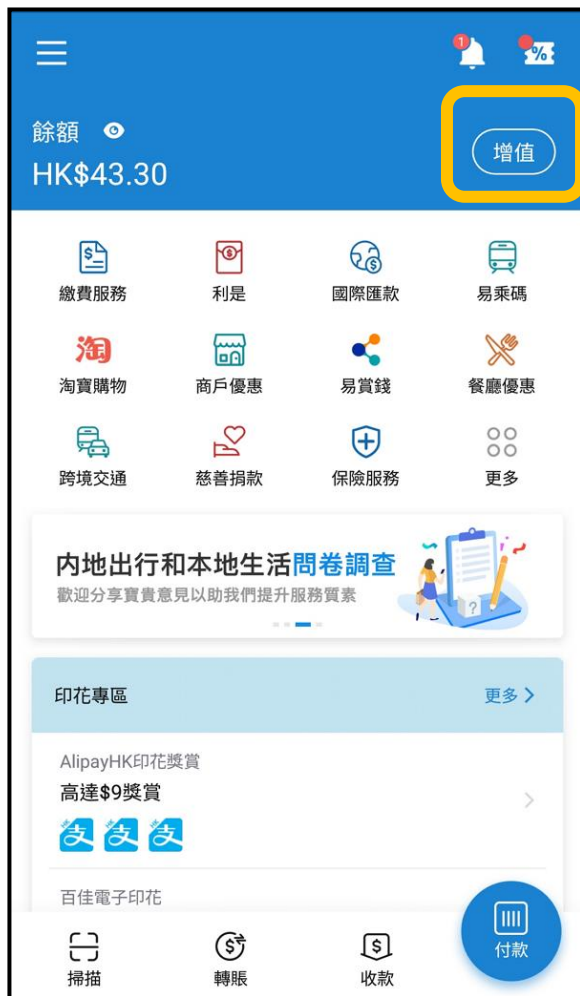 1
%
餘額
HK$43.30
增值
繳費服務
利是
國際匯款
易乘碼
淘
淘寶購物
商戶優惠
易賞錢
餐廳優惠
跨境交通
慈善捐款
保險服務
更多
内地出行和本地生活問卷調查
歡迎分享寶貴意見以助我們提升服務質素
?
印花專區
更多
AlipayHK印花獎賞
高達$9獎賞
支 支 支
百佳電子印花
掃描
轉賬
收款
付款